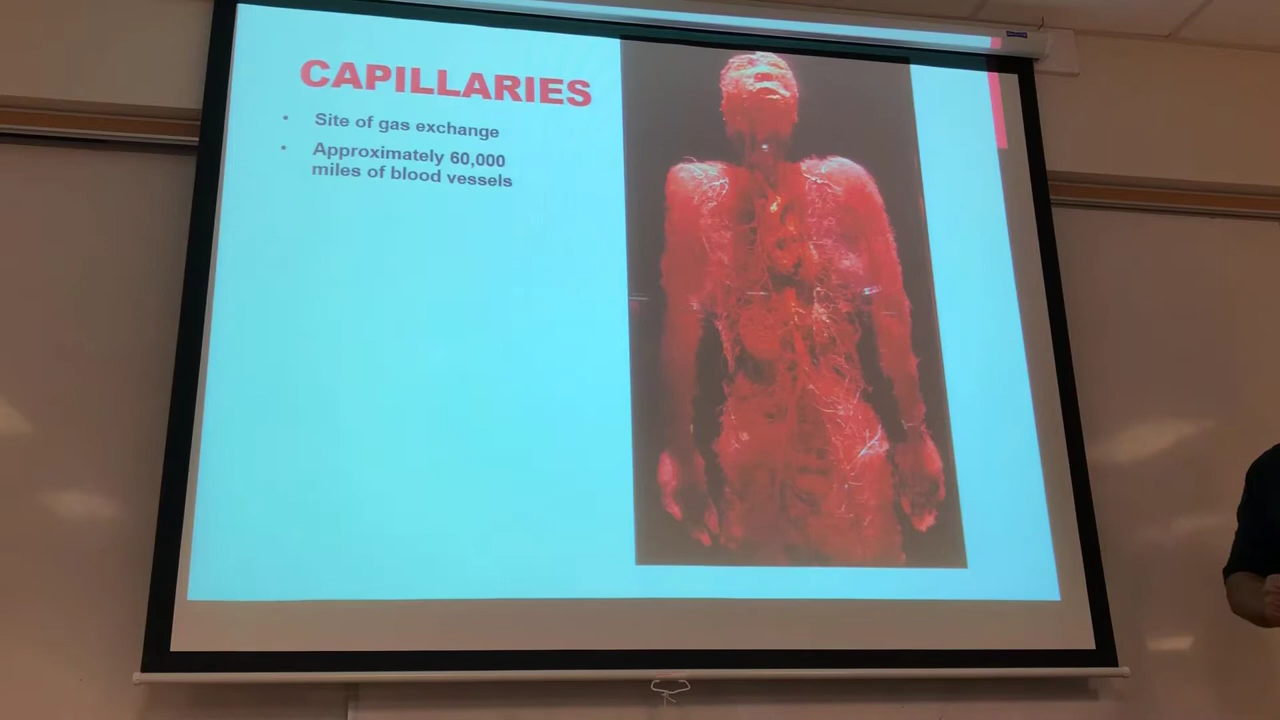 CAPILLARIES
• Site of gas exchange
• Approximately 60,000
miles of blood vessels